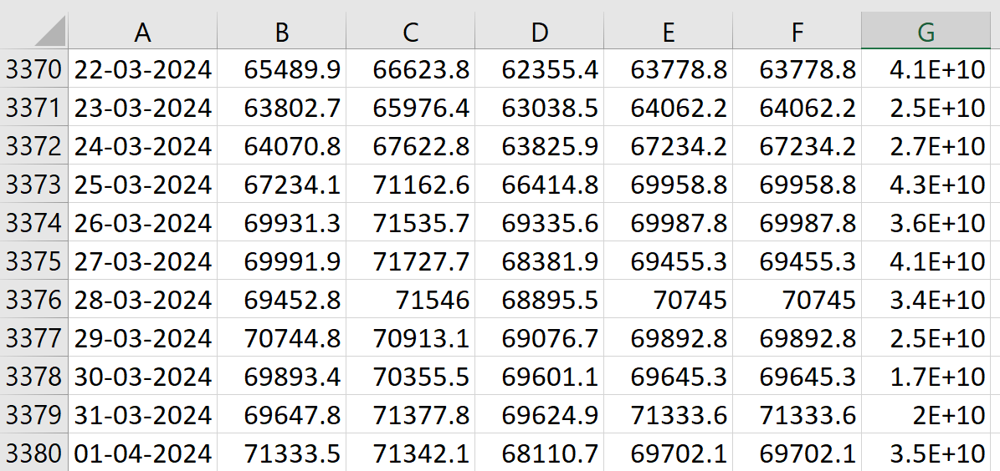 A B C D E F G
3370 22-03-2024 65489.9 66623.8 62355.4 63778.8 63778.8 4.1E+10
3371 23-03-2024 63802.7 65976.4 63038.5 64062.2 64062.2 2.5E+10
3372 24-03-2024 64070.8 67622.8 63825.9 67234.2 67234.2 2.7E+10
3373 25-03-2024 67234.1 71162.6 66414.8 69958.8 69958.8 4.3E+10
3374 26-03-2024 69931.3 71535.7 69335.6 69987.8 69987.8 3.6E+10
3375 27-03-2024 69991.9 71727.7 68381.9 69455.3 69455.3 4.1E+10
3376 28-03-2024 69452.8 71546 68895.5 70745 70745 3.4E+10
3377 29-03-2024 70744.8 70913.1 69076.7 69892.8 69892.8 2.5E+10
3378 30-03-2024 69893.4 70355.5 69601.1 69645.3 69645.3 1.7E+10
3379 31-03-2024 69647.8 71377.8 69624.9 71333.6 71333.6 2E+10
3380 01-04-2024 71333.5 71342.1 68110.7 69702.1 69702.1 3.5E+10